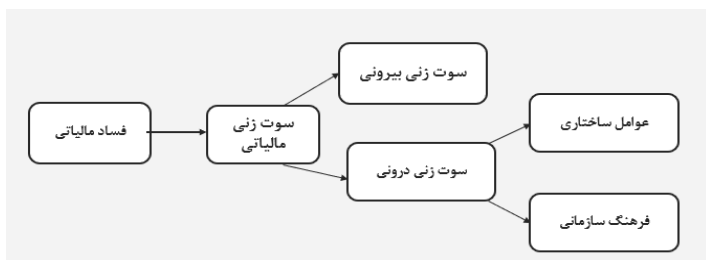 سوت زنی بیرونی
عوامل ساختاری
فساد مالیاتی
سوت زنی
مالیاتی
سوت زنی درونی
فرهنگ سازمانی